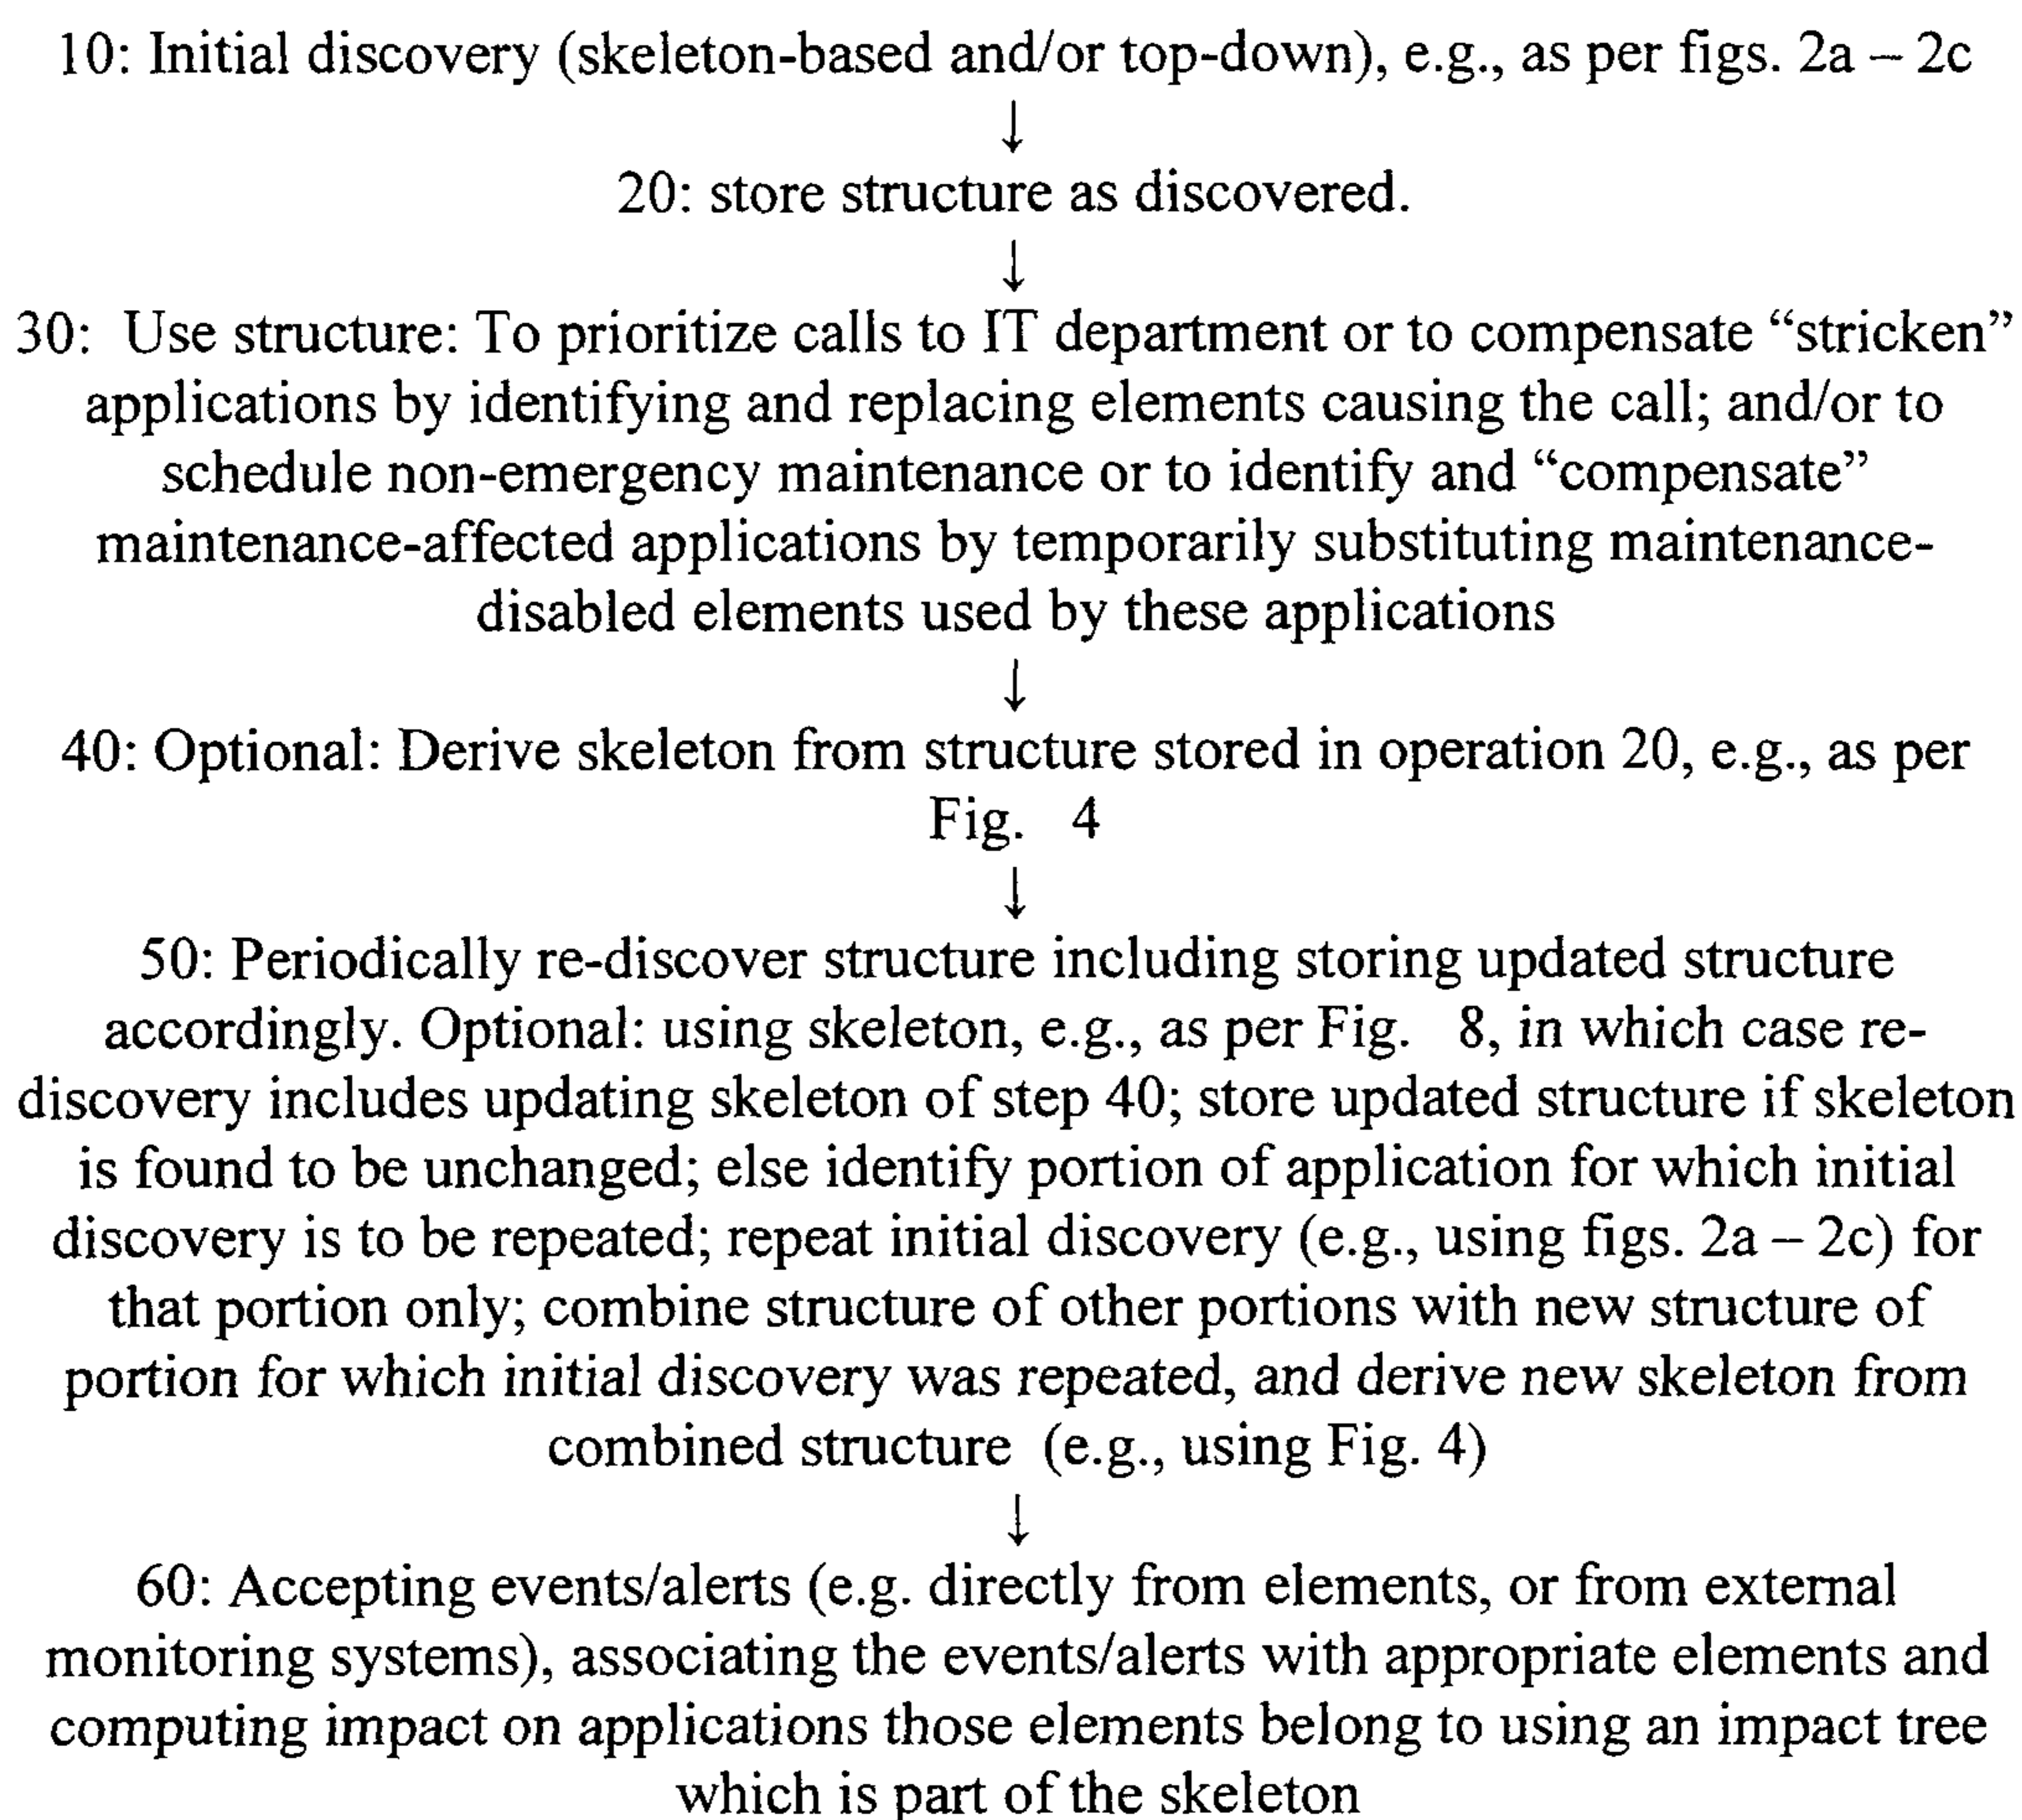 10: Initial discovery (skeleton-based and/or top-down), e.g., as per figs. 2a – 2c
↓
20: store structure as discovered.
↓
30:  Use structure: To prioritize calls to IT department or to compensate “stricken”
applications by identifying and replacing elements causing the call; and/or to
schedule non-emergency maintenance or to identify and “compensate”
maintenance-affected applications by temporarily substituting maintenance-
disabled elements used by these applications
↓
40: Optional: Derive skeleton from structure stored in operation 20, e.g., as per
Fig.   4
↓
50: Periodically re-discover structure including storing updated structure
accordingly. Optional: using skeleton, e.g., as per Fig.   8, in which case re-
discovery includes updating skeleton of step 40; store updated structure if skeleton
is found to be unchanged; else identify portion of application for which initial
discovery is to be repeated; repeat initial discovery (e.g., using figs. 2a – 2c) for
that portion only; combine structure of other portions with new structure of
portion for which initial discovery was repeated, and derive new skeleton from
combined structure  (e.g., using Fig. 4)
↓
60: Accepting events/alerts (e.g. directly from elements, or from external
monitoring systems), associating the events/alerts with appropriate elements and
computing impact on applications those elements belong to using an impact tree
which is part of the skeleton